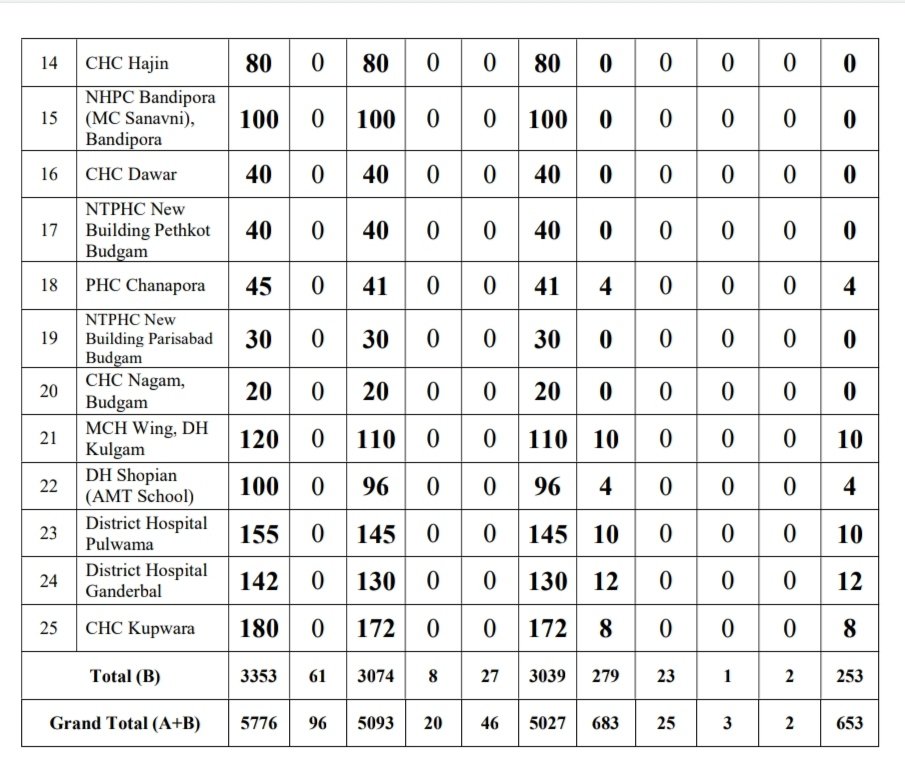 14 CHC Hajin 80 0 80 0 0 80 0 0 0 0 0
15 NHPC Bandipora (MC Sanavni), Bandipora 100 0 100 0 0 100 0 0 0 0 0
16 CHC Dawar 40 0 40 0 0 40 0 0 0 0 0
17 NTPHC New Building Pethkot Budgam 40 0 40 0 0 40 0 0 0 0 0
18 PHC Chanapora 45 0 41 0 0 41 4 0 0 0 4
19 NTPHC New Building Parisabad Budgam 30 0 30 0 0 30 0 0 0 0 0
20 CHC Nagam, Budgam 20 0 20 0 0 20 0 0 0 0 0
21 MCH Wing, DH Kulgam 120 0 110 0 0 110 10 0 0 0 10
22 DH Shopian (AMT School) 100 0 96 0 0 96 4 0 0 0 4
23 District Hospital Pulwama 155 0 145 0 0 145 10 0 0 0 10
24 District Hospital Ganderbal 142 0 130 0 0 130 12 0 0 0 12
25 CHC Kupwara 180 0 172 0 0 172 8 0 0 0 8
Total (B) 3353 61 3074 8 27 3039 279 23 1 2 253
Grand Total (A+B) 5776 96 5093 20 46 5027 683 25 3 2 653